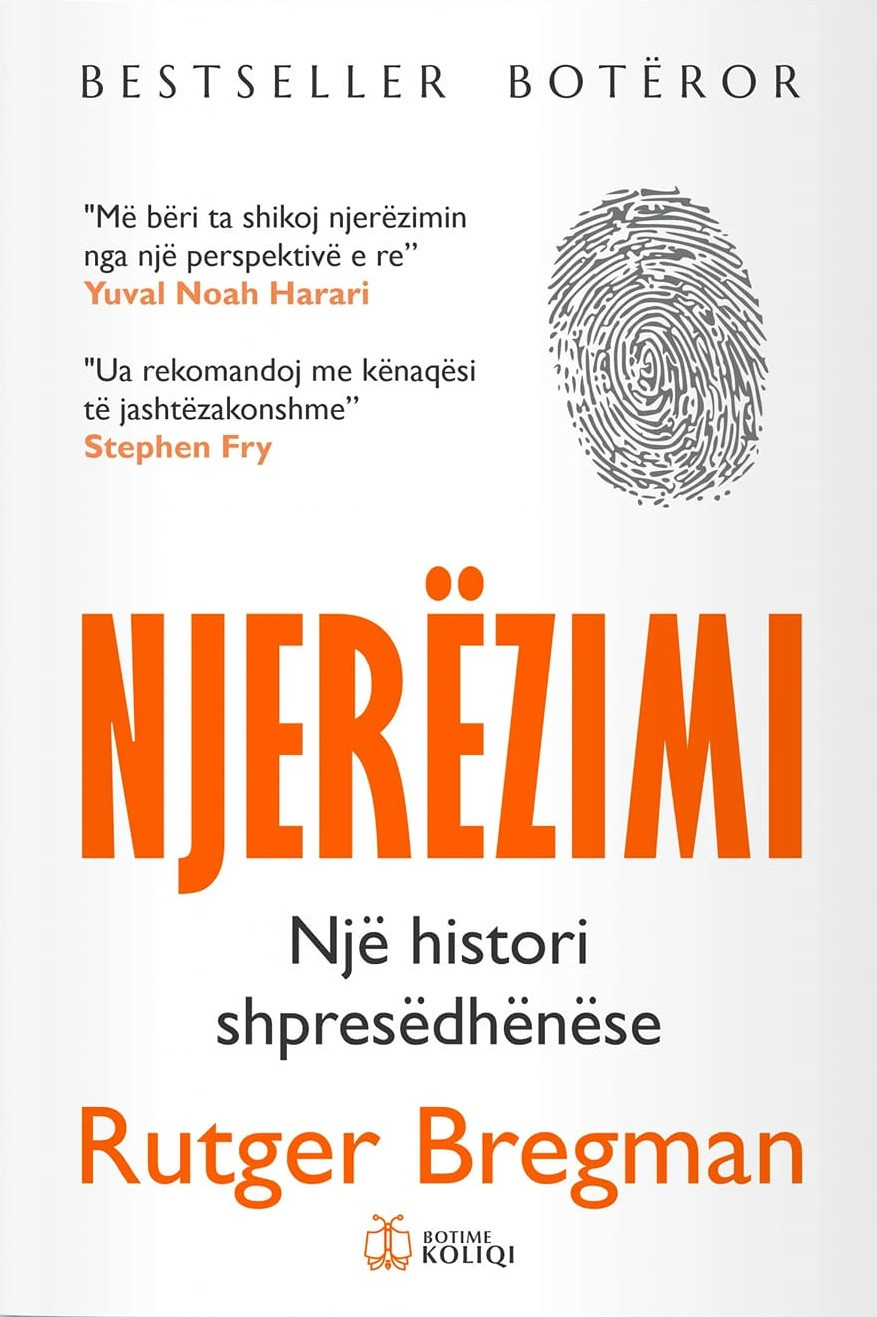 BESTSELLER BOTËROR
"Më bëri ta shikoj njerëzimin
nga një perspektivë e re”
Yuval Noah Harari
"Ua rekomandoj me kënaqësi
të jashtëzakonshme”
Stephen Fry
NJERËZIMI
Një histori
shpresëdhënëse
Rutger Bregman
BOTIME
KOLIQI